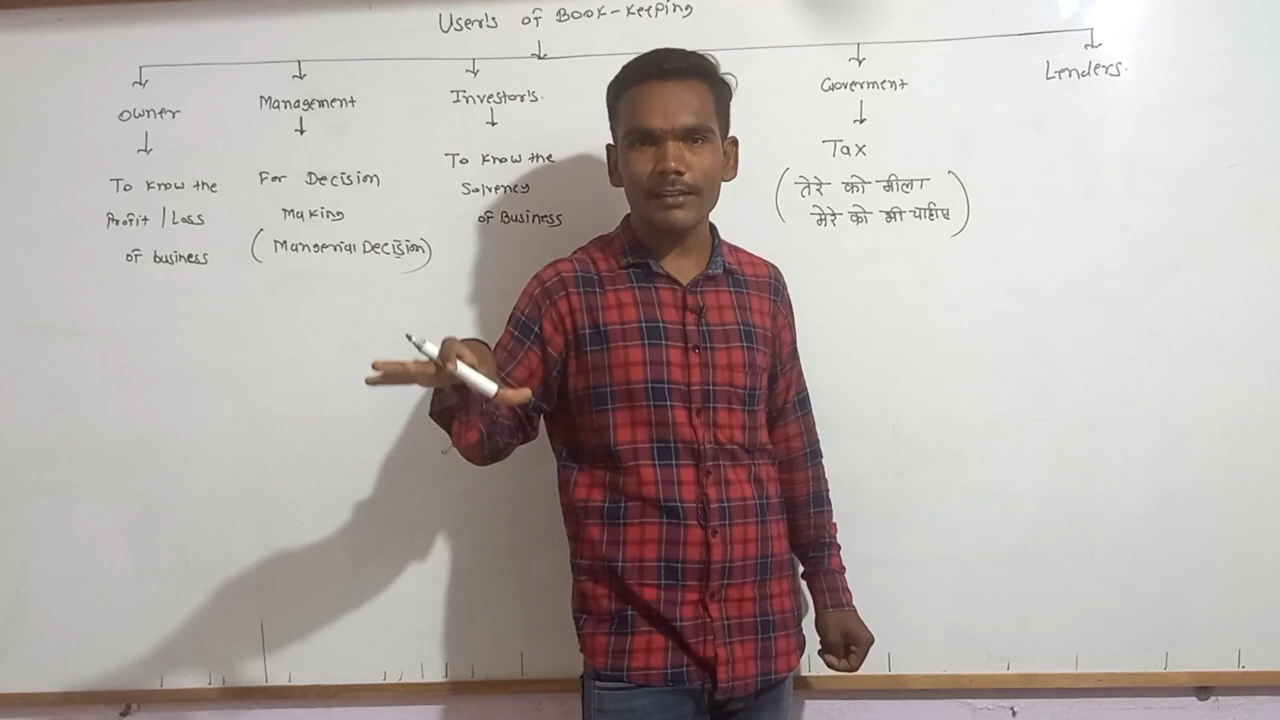 User's of Book-keeping
Owner
To know the
Profit / Loss
of business
Management
For Decision
Making
(Mangerial Decision)
Investor's.
To know the
Solvency
of Business
Goverment
Tax
(तेरे को मीला
मेरे को भी चाहीए)
Lenders.